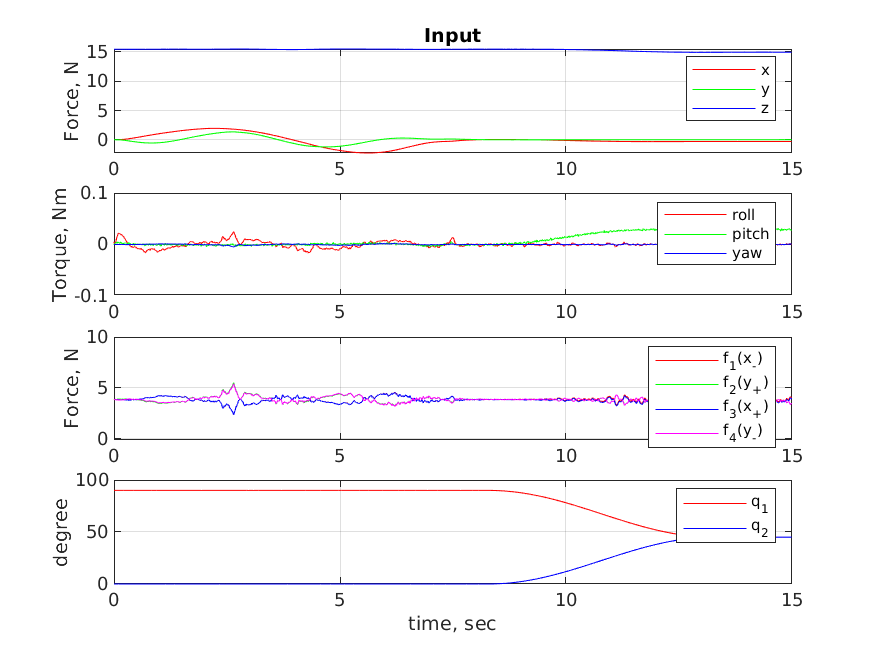 Input
Force, N
15
10
5
0
x
y
z
0 5 10 15
Torque, Nm
0.1
0
-0.1
roll
pitch
yaw
0 5 10 15
Force, N
10
5
0
f1(x-)
f2(y+)
f3(x+)
f4(y-)
0 5 10 15
degree
100
50
0
q1
q2
0 5 10 15
time, sec